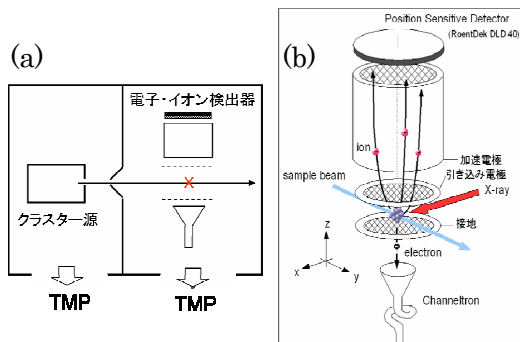 (a)
電子・イオン検出器
クラスター源
TMP
TMP
(b)
Position Sensitive Detector
(RoentDek DLD 40)
ion
加速電極
引き込み電極
sample beam
X-ray
接地
z
electron
x
y
Channeltron